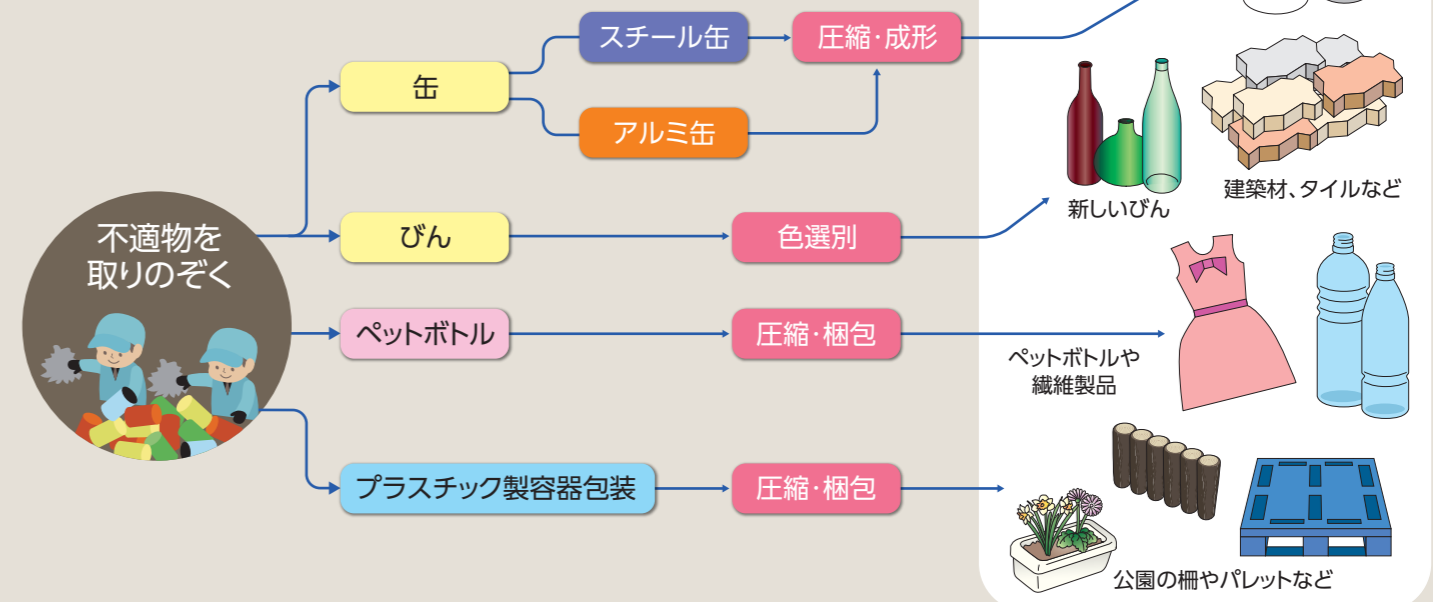 不適物を
取りのぞく
缶
スチール缶
圧縮・成形
アルミ缶
びん
色選別
新しいびん
建築材、タイルなど
ペットボトル
圧縮・梱包
ペットボトルや
繊維製品
プラスチック製容器包装
圧縮・梱包
公園の柵やパレットなど